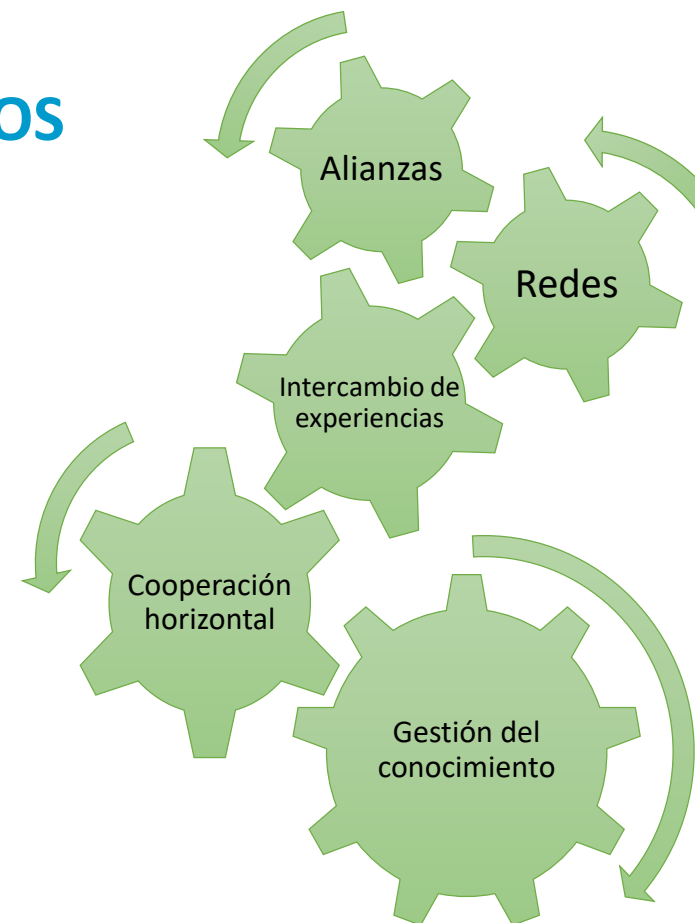 OS
Alianzas
Redes
Intercambio de
experiencias
Cooperación
horizontal
Gestión del
conocimiento